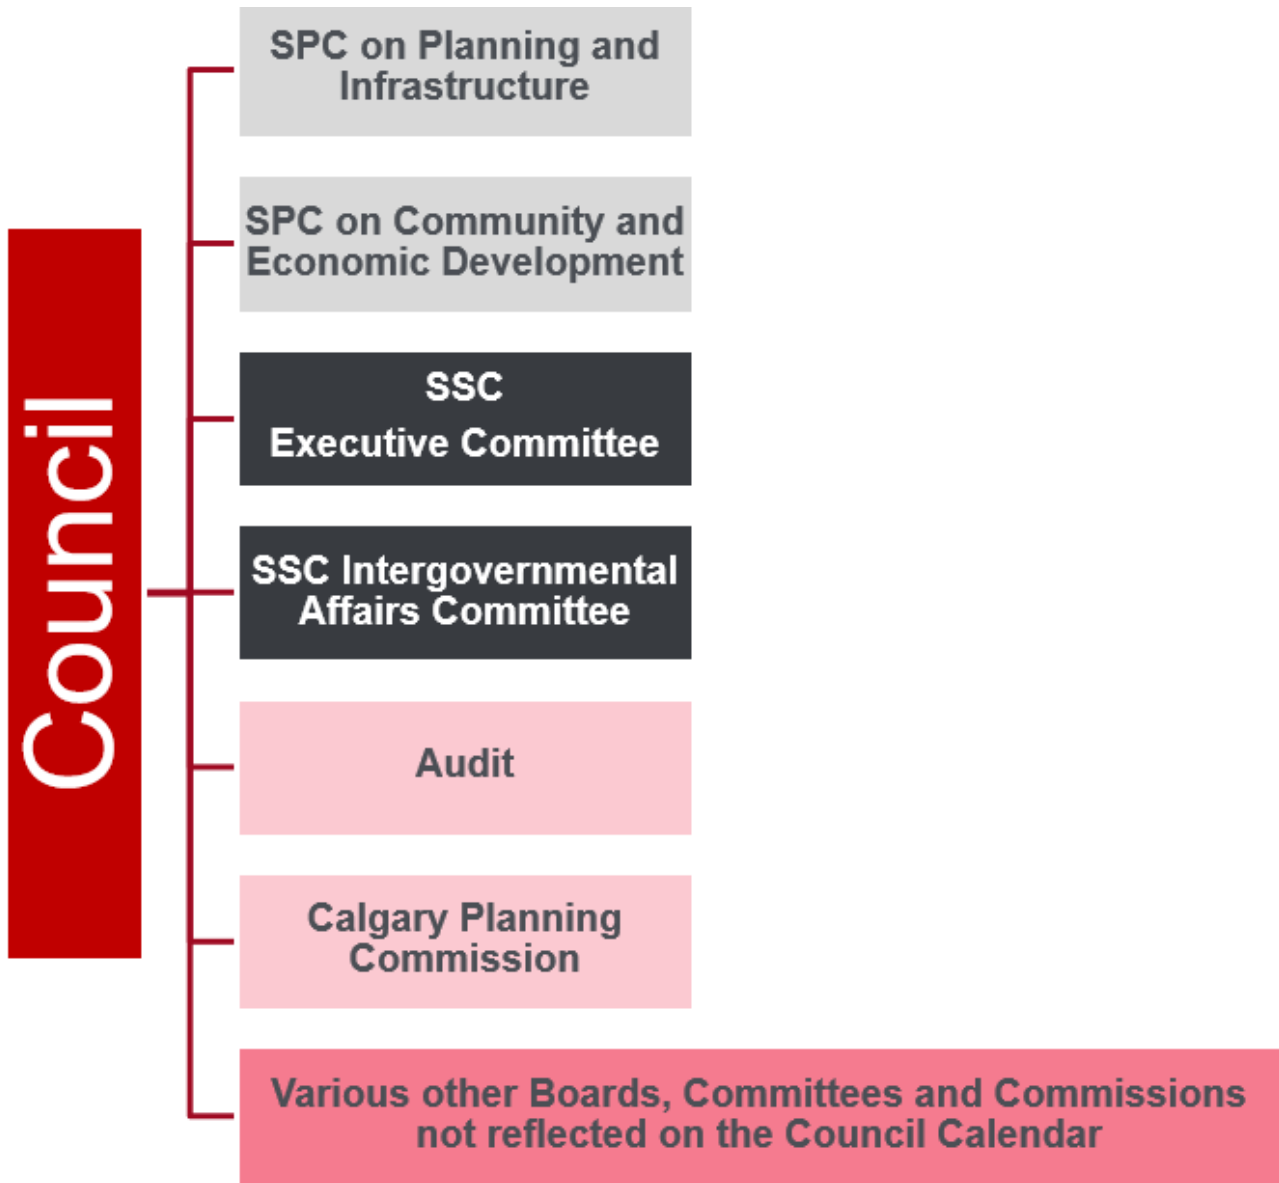 Council
SPC on Planning and
Infrastructure
SPC on Community and
Economic Development
SSC
Executive Committee
SSC Intergovernmental
Affairs Committee
Audit
Calgary Planning
Commission
Various other Boards, Committees and Commissions
not reflected on the Council Calendar